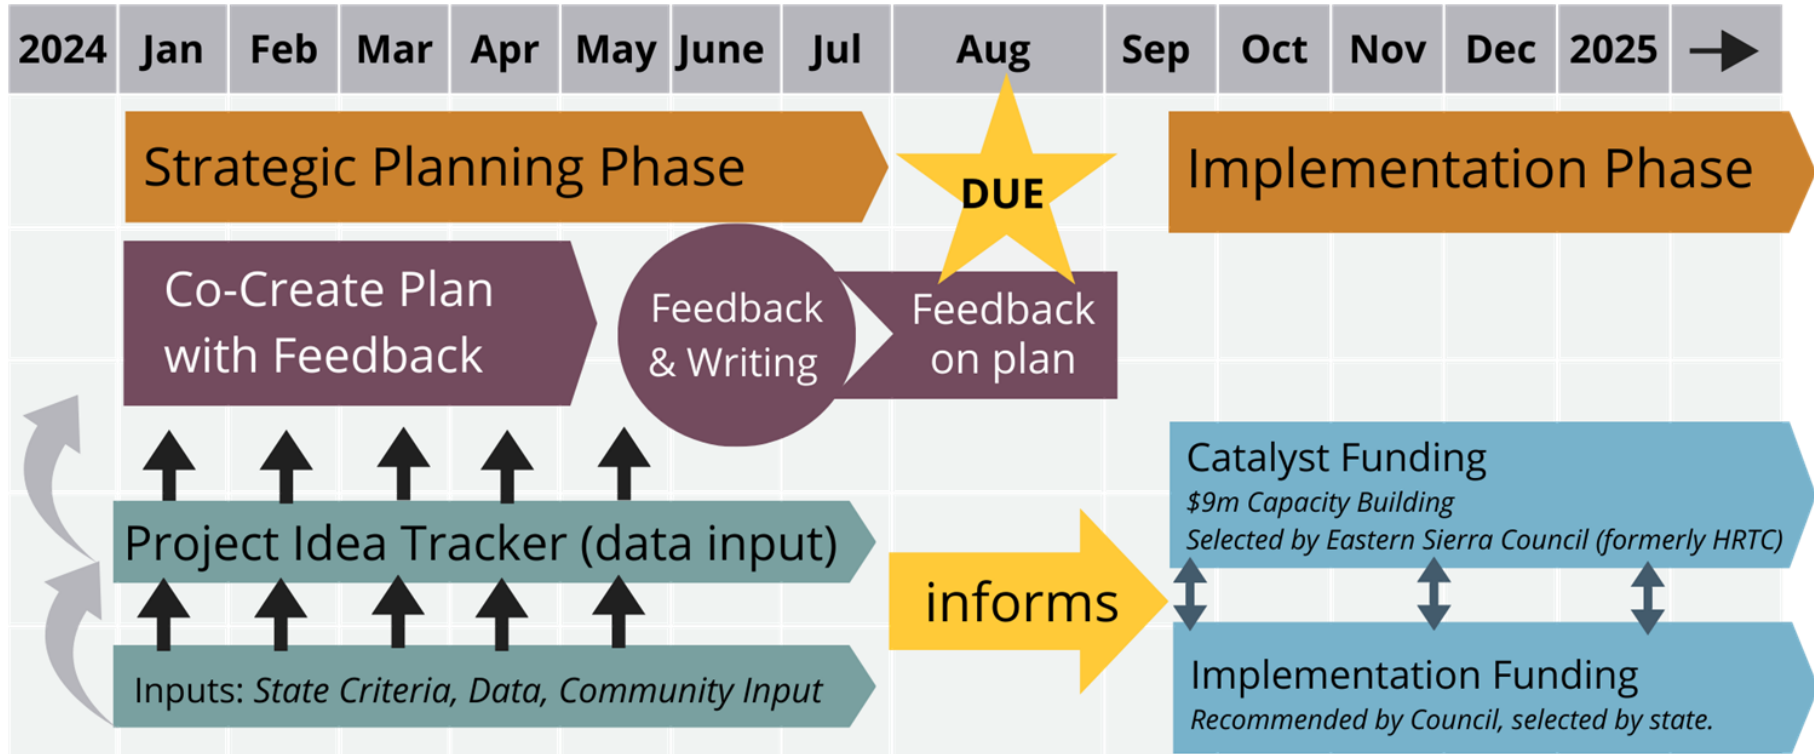 2024 Jan Feb Mar Apr May June Jul Aug Sep Oct Nov Dec 2025
Strategic Planning Phase
DUE
Implementation Phase
Co-Create Plan
with Feedback
Feedback
& Writing
Feedback
on plan
Project Idea Tracker (data input)
Inputs: State Criteria, Data, Community Input
informs
Catalyst Funding
$9m Capacity Building
Selected by Eastern Sierra Council (formerly HRTC)
Implementation Funding
Recommended by Council, selected by state.